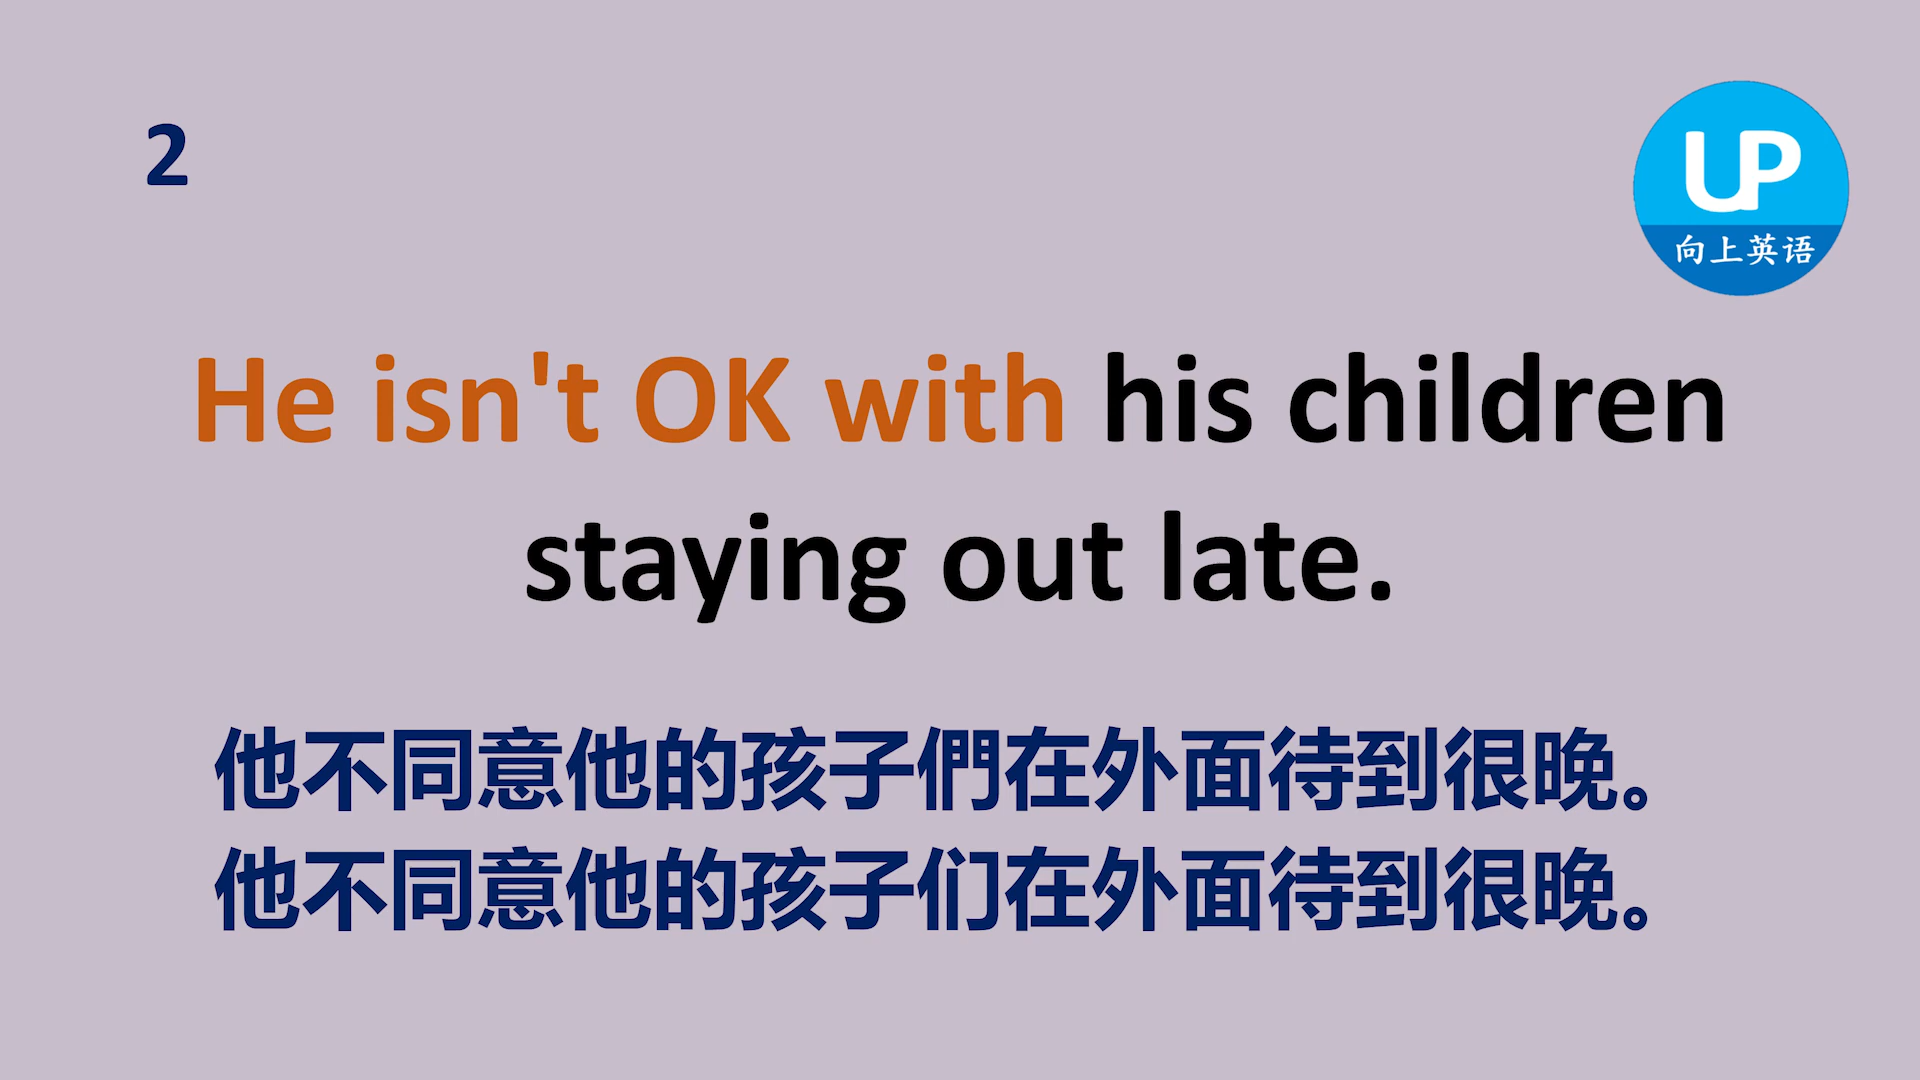 2
UP
向上英语
He isn't OK with his children
staying out late.
他不同意他的孩子們在外面待到很晚。
他不同意他的孩子们在外面待到很晚。